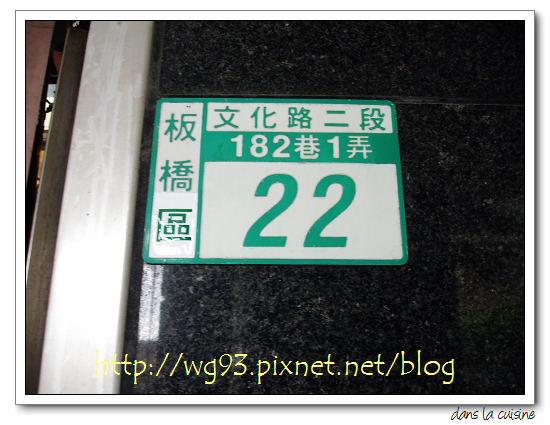 板橋區
文化路二段
182巷1弄
22
http://wg93.pixnet.net/blog
dans la cuisine